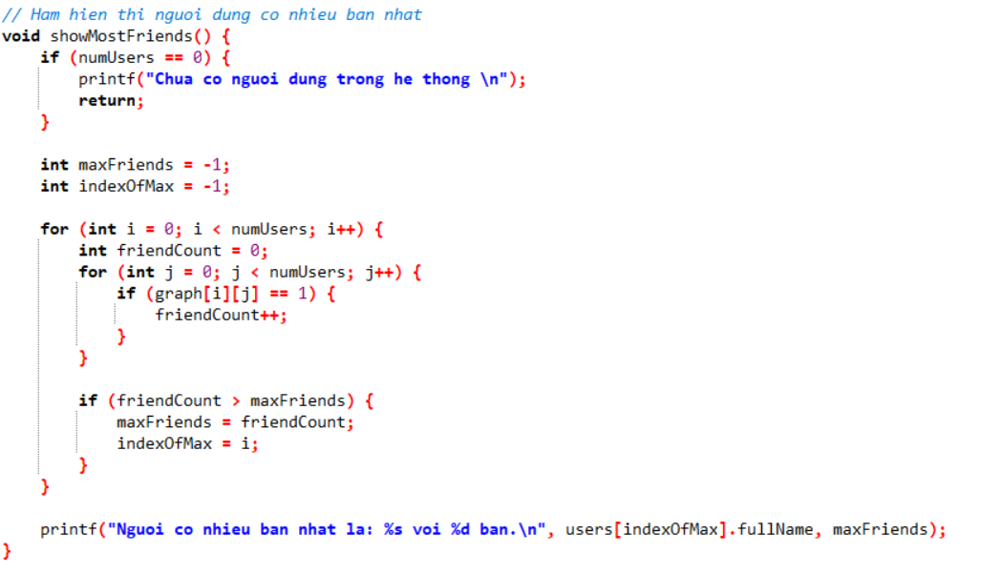 // Ham hien thi nguoi dung co nhieu ban nhat
void showMostFriends() {
    if (numUsers == 0) {
        printf("Chua co nguoi dung trong he thong \n");
        return;
    }

    int maxFriends = -1;
    int indexOfMax = -1;

    for (int i = 0; i < numUsers; i++) {
        int friendCount = 0;
        for (int j = 0; j < numUsers; j++) {
            if (graph[i][j] == 1) {
                friendCount++;
            }
        }

        if (friendCount > maxFriends) {
            maxFriends = friendCount;
            indexOfMax = i;
        }
    }

    printf("Nguoi co nhieu ban nhat la: %s voi %d ban.\n", users[indexOfMax].fullName, maxFriends);
}